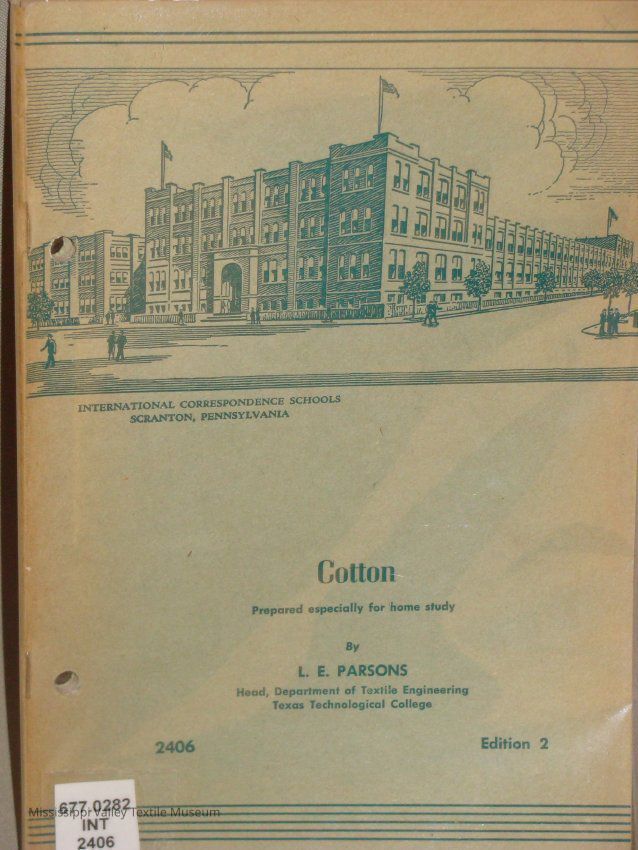 INTERNATIONAL CORRESPONDENCE SCHOOLS
SCRANTON, PENNSYLVANIA
Cotton
Prepared especially for home study
By
L. E. PARSONS
Head, Department of Textile Engineering
Texas Technological College
2406
Edition 2
677.0282
INT
2406
Mississippi Valley Textile Museum